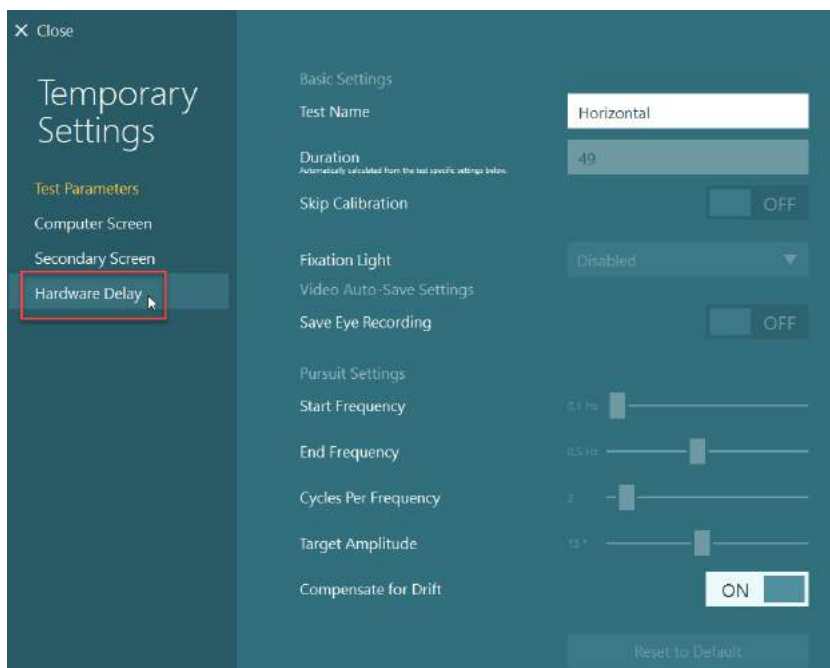 × Close
Temporary
Settings
Test Parameters
Computer Screen
Secondary Screen
Hardware Delay
Basic Settings
Test Name
Horizontal
Duration
49
Automatically calculated from the test specific settings below.
Skip Calibration
OFF
Fixation Light
Disabled
Video Auto-Save Settings
Save Eye Recording
OFF
Pursuit Settings
Start Frequency
0,1 Hz
End Frequency
0,5 Hz
Cycles Per Frequency
2
Target Amplitude
15 °
Compensate for Drift
ON
Reset to Default